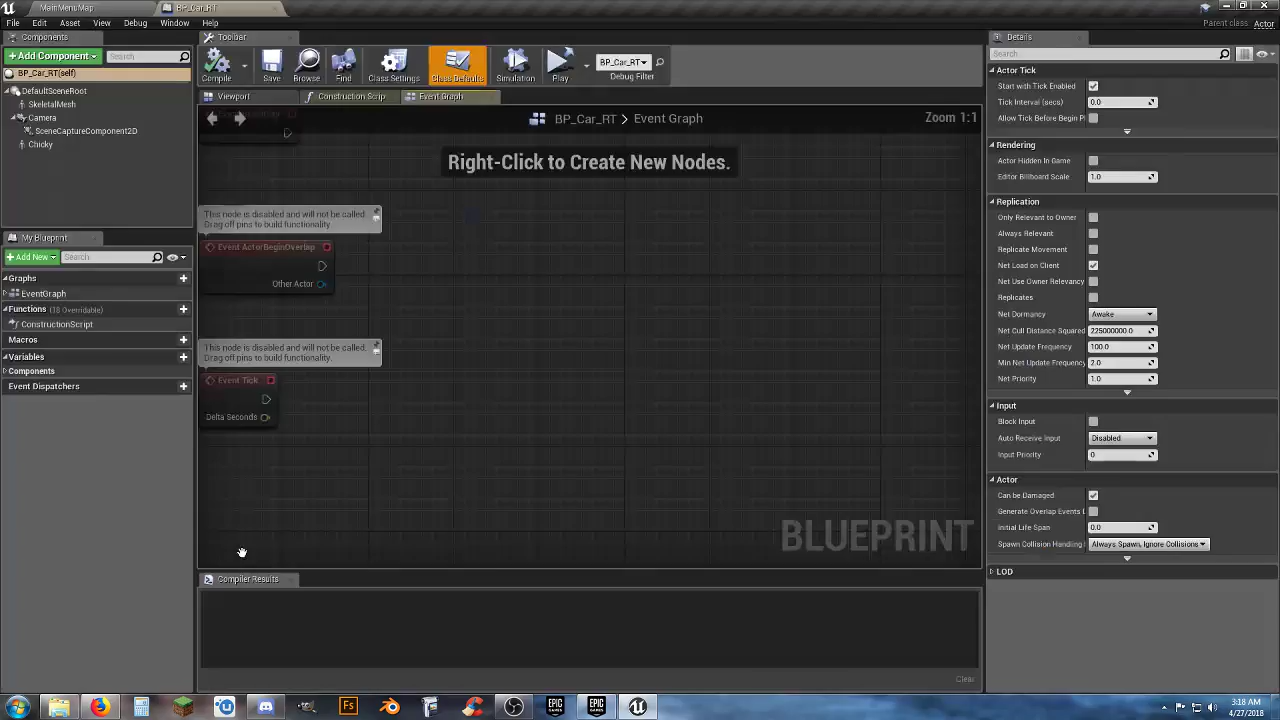 MainMenuMap
BP_Car_RT
File Edit Asset View Debug Window Help
Parent class: Actor
Components
+ Add Component
Search
BP_Car_RT(self)
DefaultSceneRoot
SkeletalMesh
Camera
SceneCaptureComponent2D
Chicky
My Blueprint
+ Add New
Search
Graphs
EventGraph
Functions (18 Overridable)
ConstructionScript
Macros
Variables
Components
Event Dispatchers
Toolbar
Compile
Save
Browse
Find
Class Settings
Class Defaults
Simulation
Play
BP_Car_RT
Debug Filter
Viewport
Construction Scrip
Event Graph
BP_Car_RT > Event Graph
Zoom 1:1
Right-Click to Create New Nodes.
This node is disabled and will not be called.
Drag off pins to build functionality.
Event ActorBeginOverlap
Other Actor
This node is disabled and will not be called.
Drag off pins to build functionality.
Event Tick
Delta Seconds
BLUEPRINT
Compiler Results
Clear
Details
Search
Actor Tick
Start with Tick Enabled
Tick Interval (secs) 0.0
Allow Tick Before Begin P
Rendering
Actor Hidden In Game
Editor Billboard Scale 1.0
Replication
Only Relevant to Owner
Always Relevant
Replicate Movement
Net Load on Client
Net Use Owner Relevancy
Replicates
Net Dormancy Awake
Net Cull Distance Squared 225000000.0
Net Update Frequency 100.0
Min Net Update Frequency 2.0
Net Priority 1.0
Input
Block Input
Auto Receive Input Disabled
Input Priority 0
Actor
Can be Damaged
Generate Overlap Events D
Initial Life Span 0.0
Spawn Collision Handling Always Spawn, Ignore Collisions
LOD
Fs
EPIC GAMES
EPIC GAMES
3:18 AM
4/27/2018